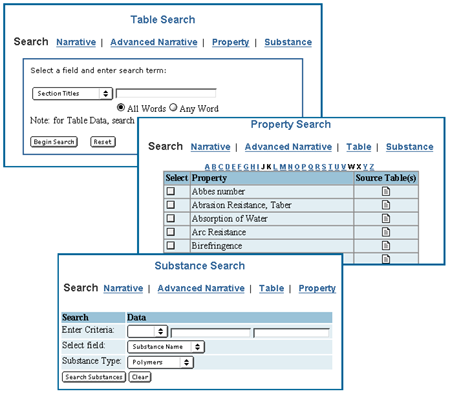 Table Search
Search Narrative | Advanced Narrative | Property | Substance
Select a field and enter search term:
Section Titles
All Words Any Word
Note: for Table Data, search
Begin Search Reset
Property Search
Search Narrative | Advanced Narrative | Table | Substance
A B C D E F G H I J K L M N O P Q R S T U V W X Y Z
Select Property Source Table(s)
Abbes number
Abrasion Resistance, Taber
Absorption of Water
Arc Resistance
Birefringence
Substance Search
Search Narrative | Advanced Narrative | Table | Property
Search Data
Enter Criteria:
Select field: Substance Name
Substance Type: Polymers
Search Substances Clear